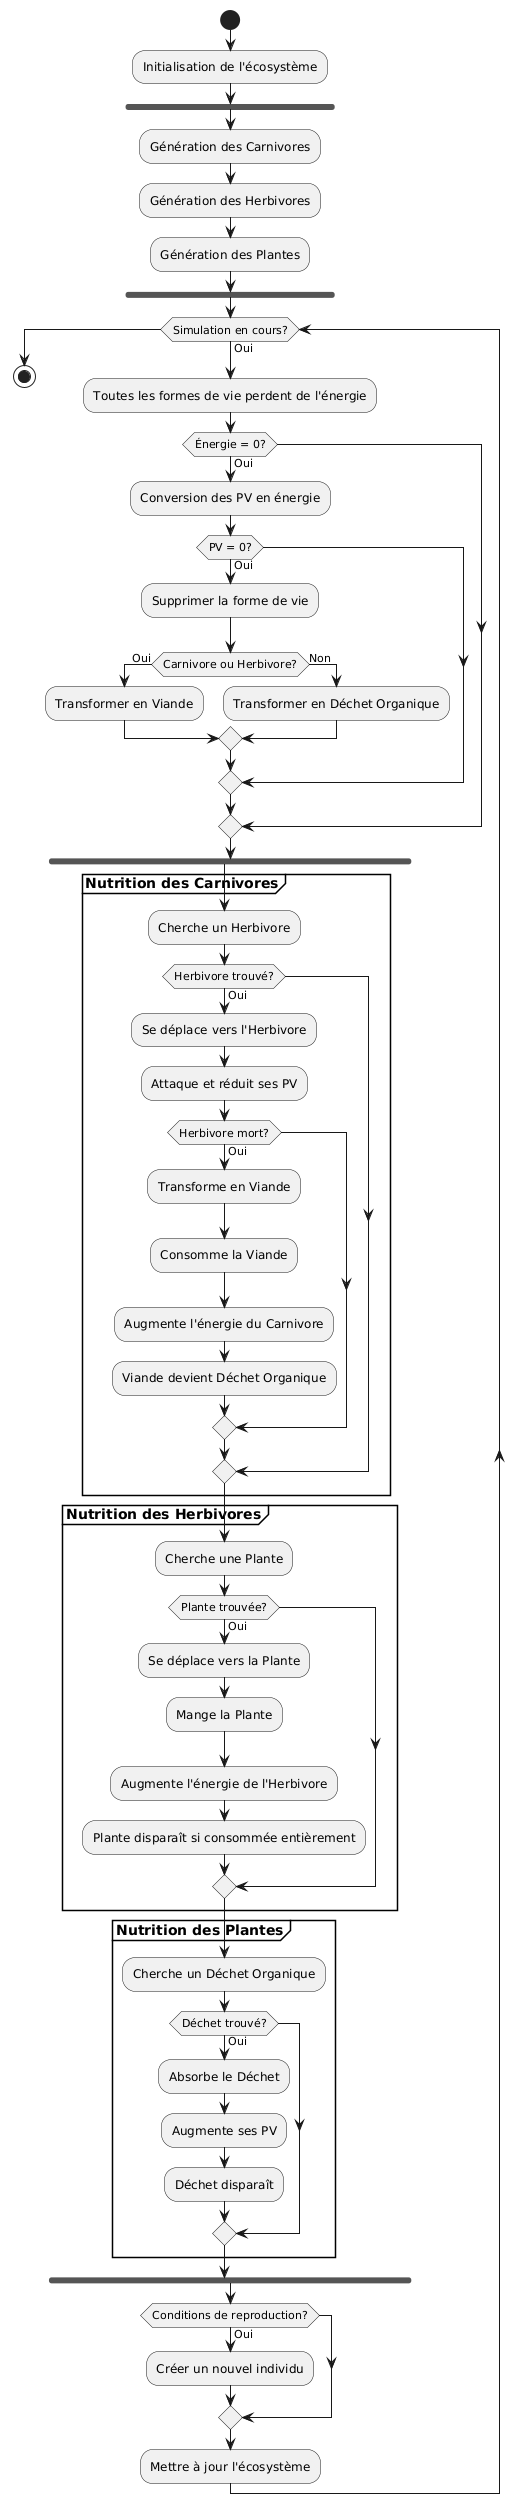 Initialisation de l'écosystème
Génération des Carnivores
Génération des Herbivores
Génération des Plantes
Simulation en cours?
Oui
Toutes les formes de vie perdent de l'énergie
Énergie = 0?
Oui
Conversion des PV en énergie
PV = 0?
Oui
Supprimer la forme de vie
Oui
Carnivore ou Herbivore?
Non
Transformer en Viande
Transformer en Déchet Organique
Nutrition des Carnivores
Cherche un Herbivore
Herbivore trouvé?
Oui
Se déplace vers l'Herbivore
Attaque et réduit ses PV
Herbivore mort?
Oui
Transforme en Viande
Consomme la Viande
Augmente l'énergie du Carnivore
Viande devient Déchet Organique
Nutrition des Herbivores
Cherche une Plante
Plante trouvée?
Oui
Se déplace vers la Plante
Mange la Plante
Augmente l'énergie de l'Herbivore
Plante disparaît si consommée entièrement
Nutrition des Plantes
Cherche un Déchet Organique
Déchet trouvé?
Oui
Absorbe le Déchet
Augmente ses PV
Déchet disparaît
Conditions de reproduction?
Oui
Créer un nouvel individu
Mettre à jour l'écosystème